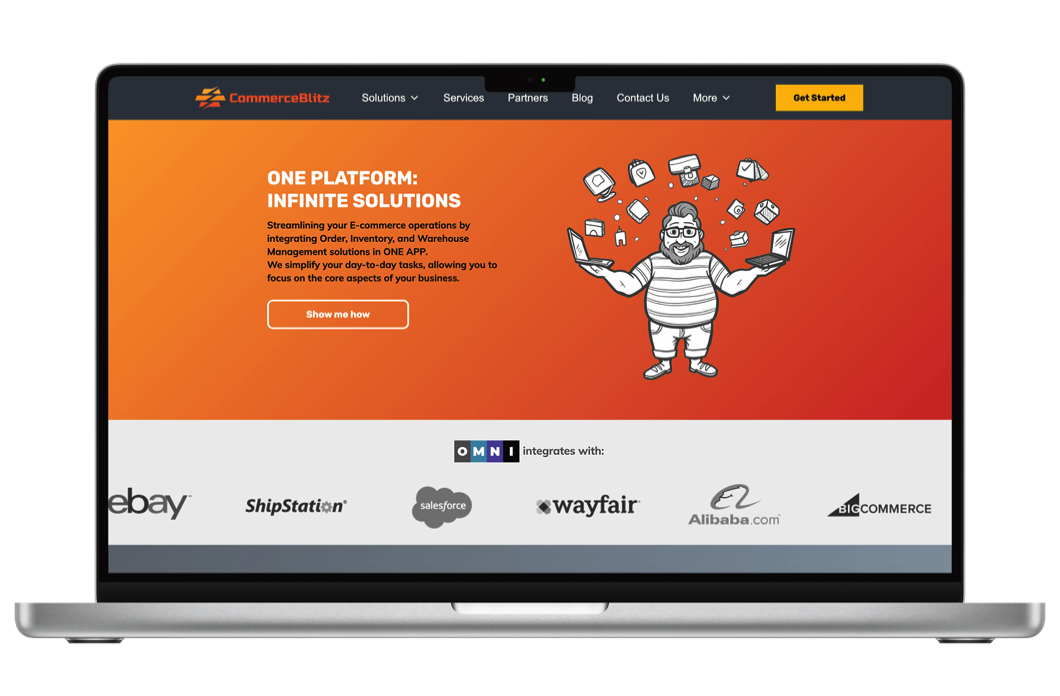 CommerceBlitz
Solutions Services Partners Blog Contact Us More
Get Started
ONE PLATFORM:
INFINITE SOLUTIONS
Streamlining your E-commerce operations by
integrating Order, Inventory, and Warehouse
Management solutions in ONE APP.
We simplify your day-to-day tasks, allowing you to
focus on the core aspects of your business.
Show me how
OMNI integrates with:
ebay™
ShipStation®
salesforce
wayfair
Alibaba.com
BIGCOMMERCE